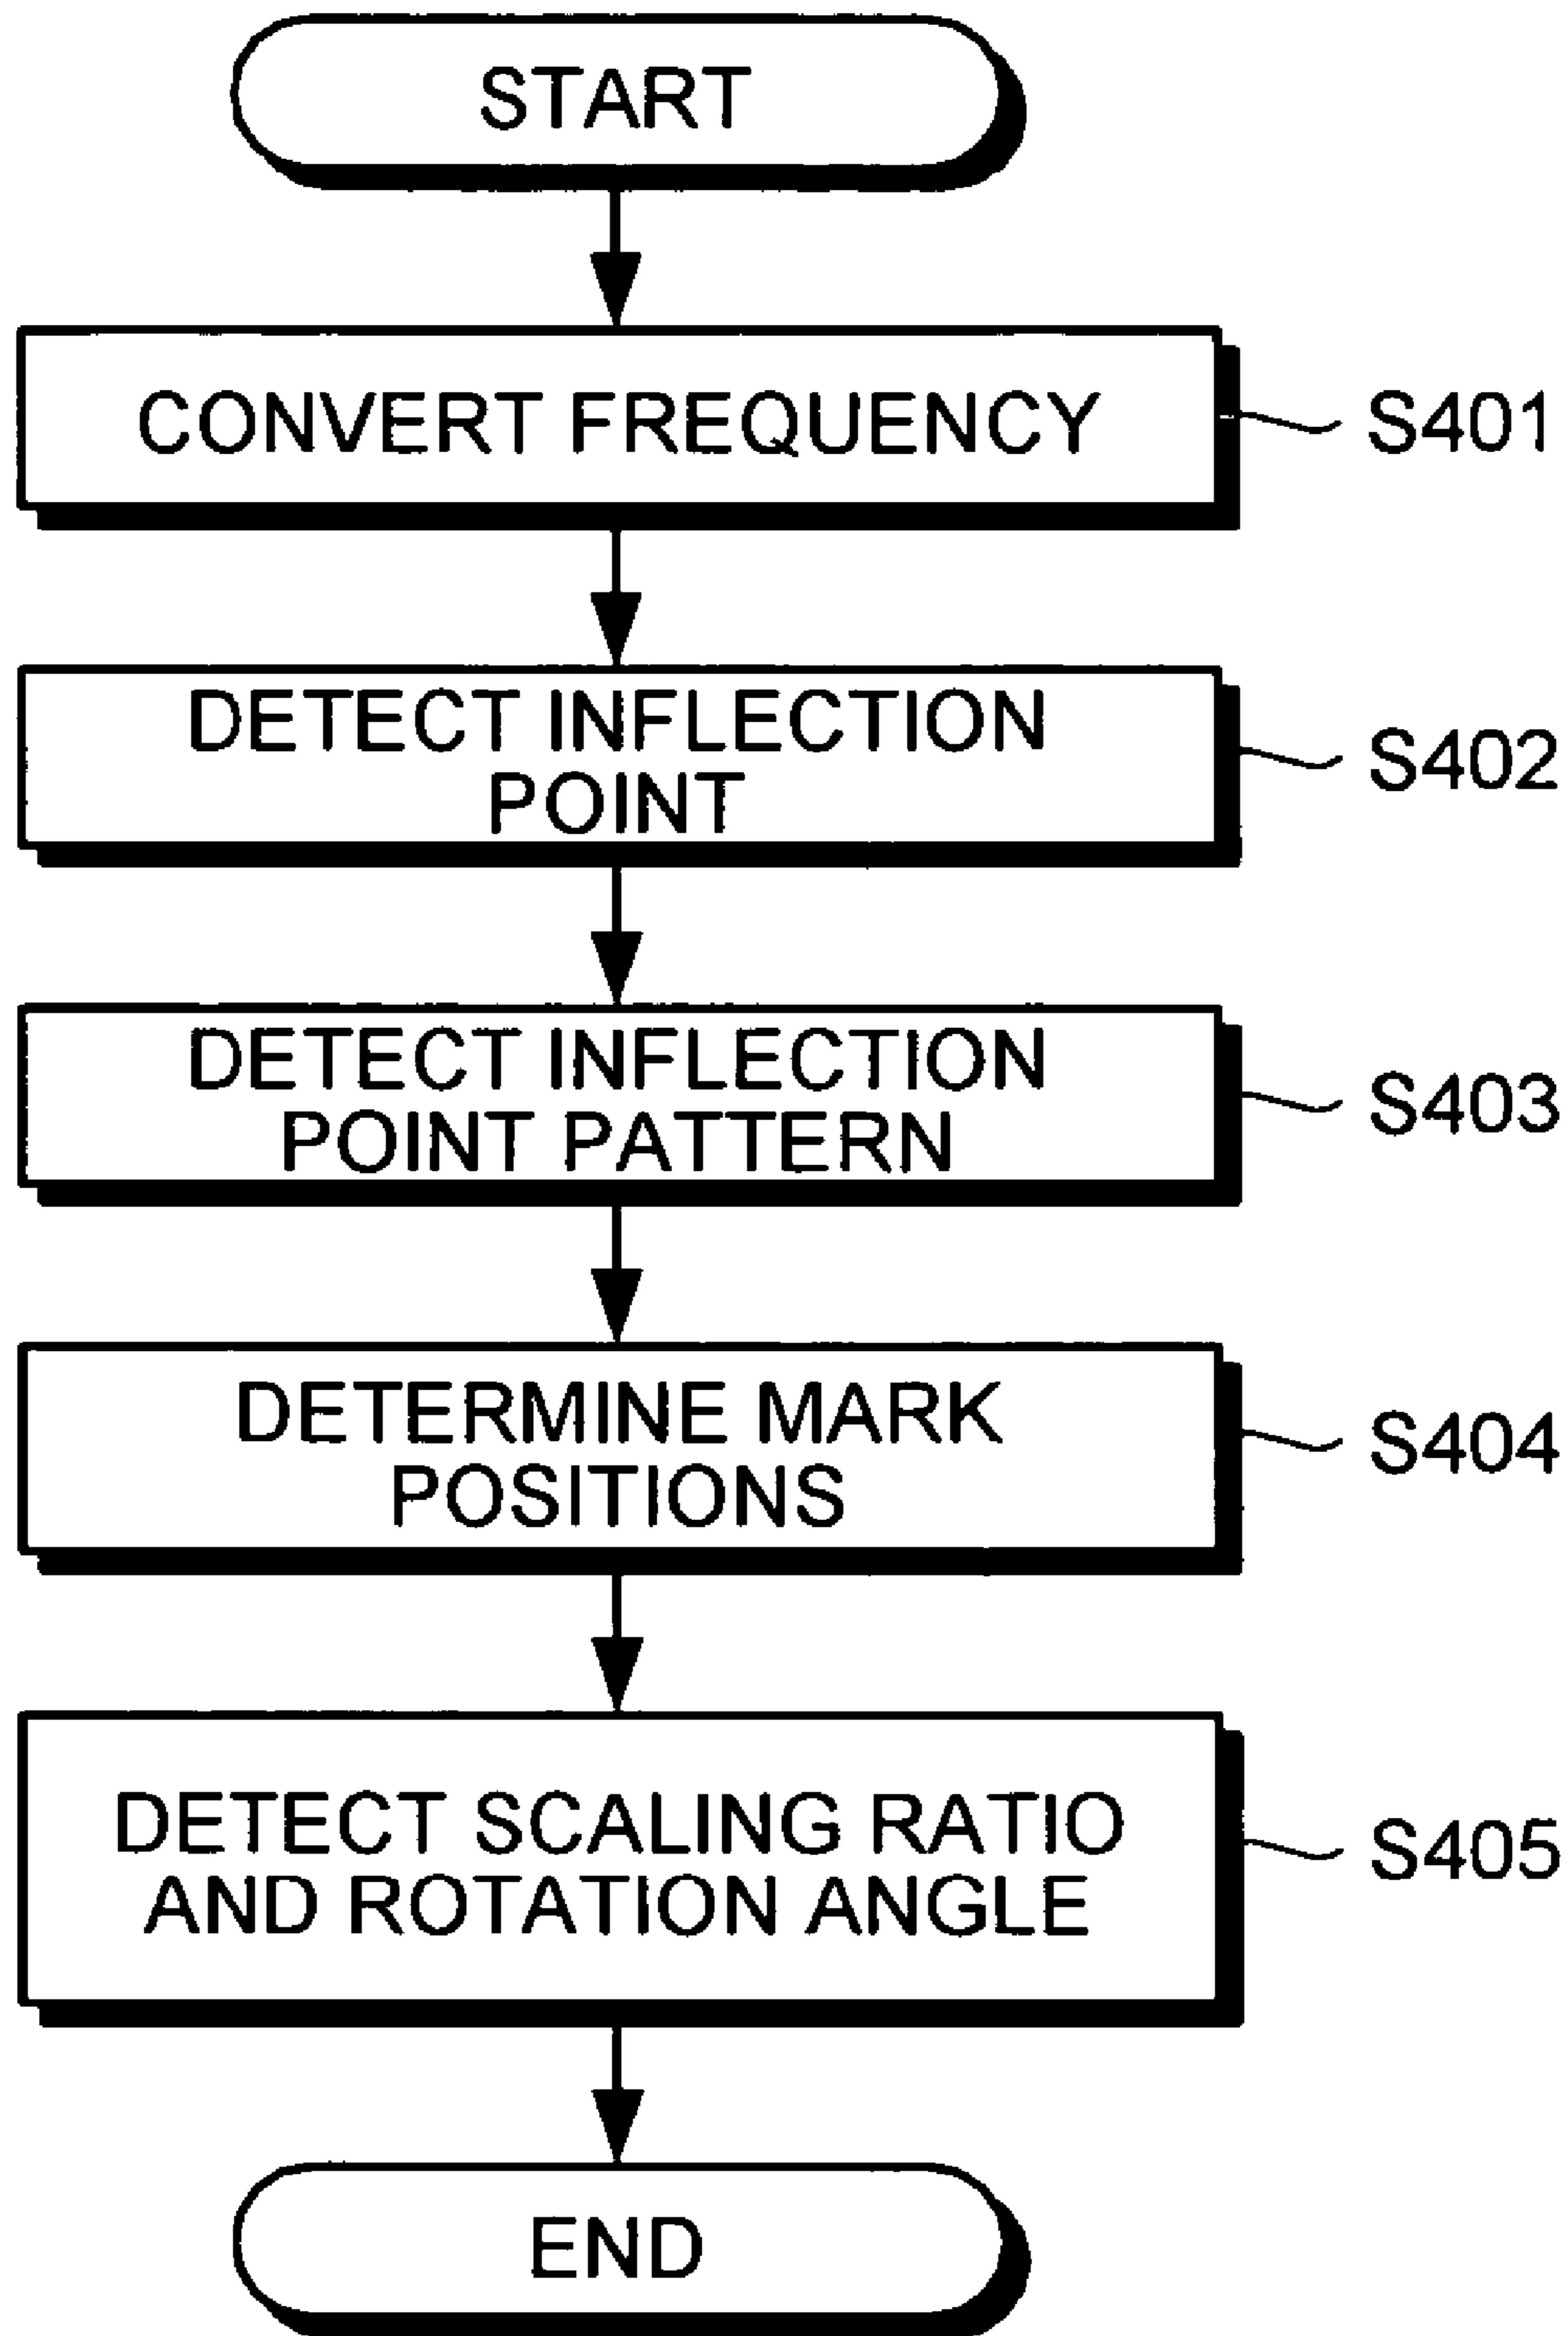 START
CONVERT FREQUENCY
S401
DETECT INFLECTION
POINT
S402
DETECT INFLECTION
POINT PATTERN
S403
DETERMINE MARK
POSITIONS
S404
DETECT SCALING RATIO
AND ROTATION ANGLE
S405
END